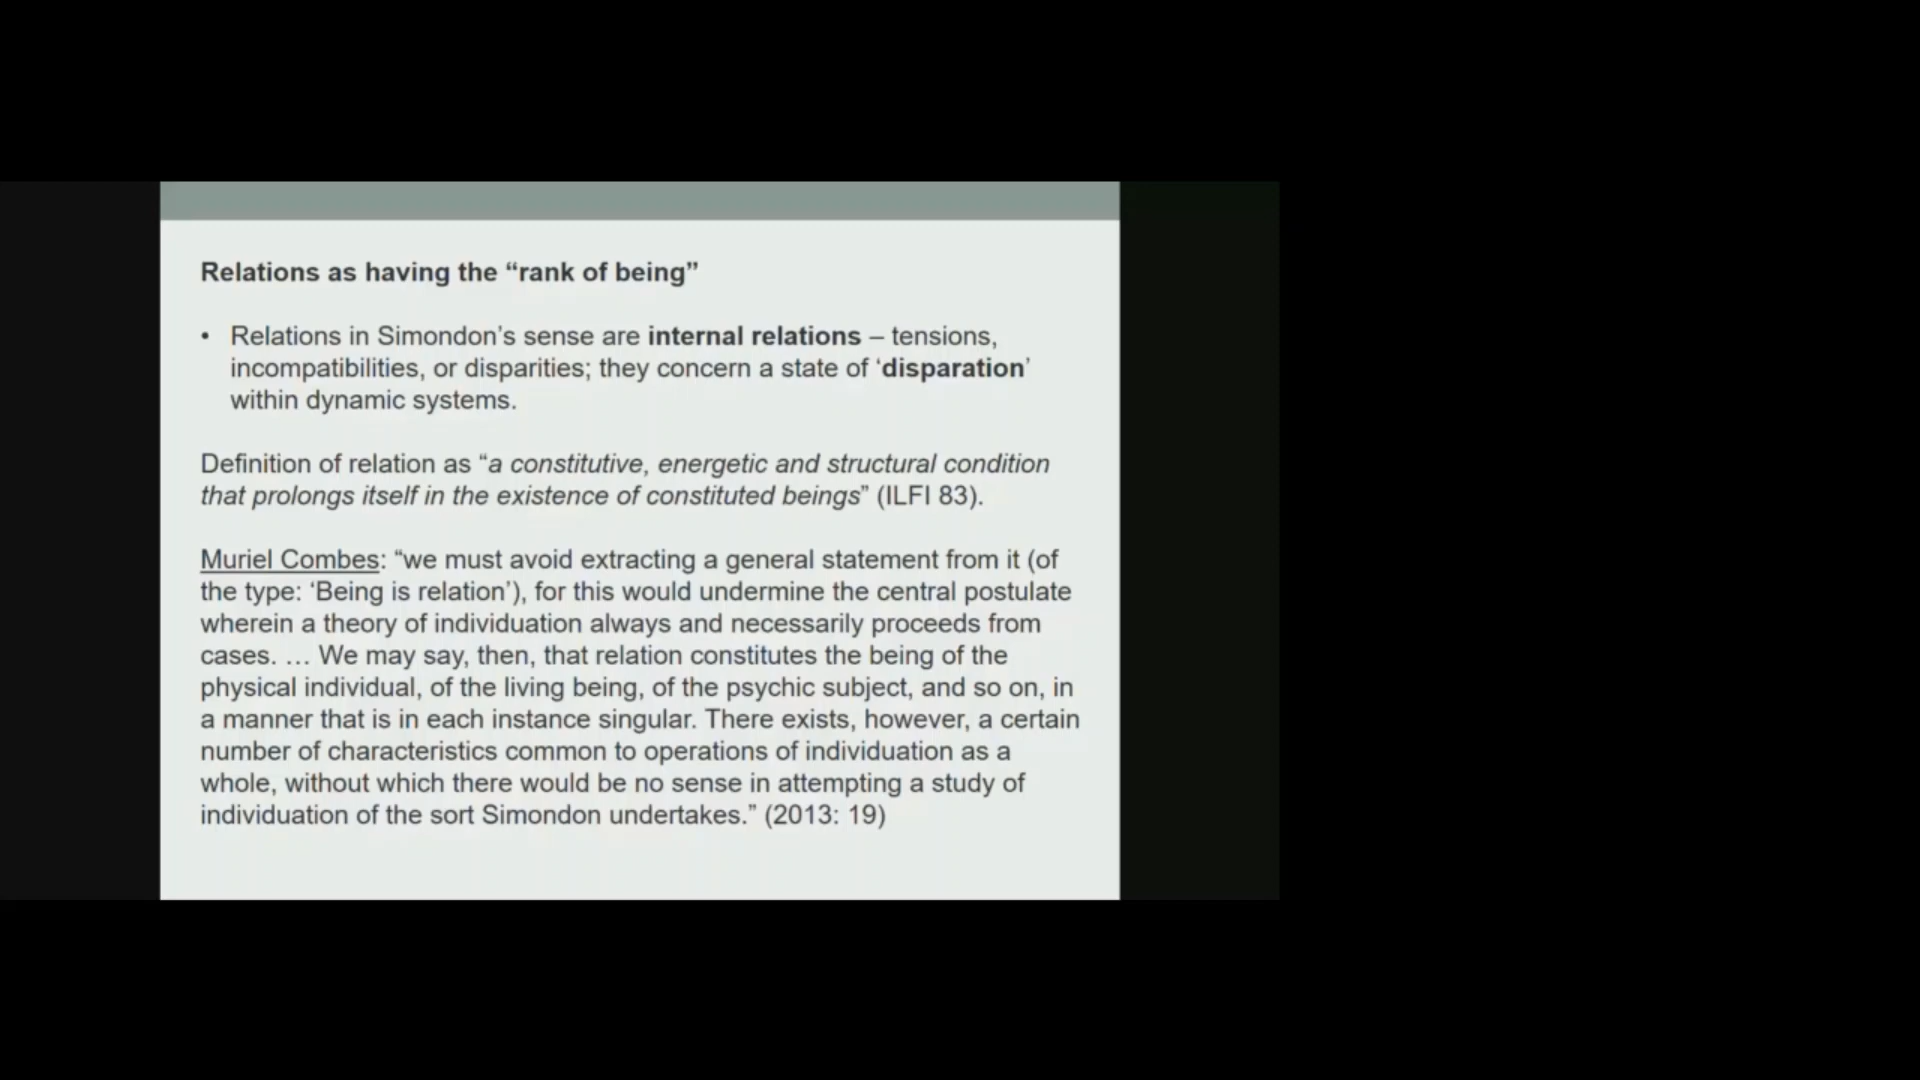 Relations as having the “rank of being”
• Relations in Simondon’s sense are internal relations – tensions,
incompatibilities, or disparities; they concern a state of ‘disparation’
within dynamic systems.
Definition of relation as “a constitutive, energetic and structural condition
that prolongs itself in the existence of constituted beings” (ILFI 83).
Muriel Combes: “we must avoid extracting a general statement from it (of
the type: ‘Being is relation’), for this would undermine the central postulate
wherein a theory of individuation always and necessarily proceeds from
cases. … We may say, then, that relation constitutes the being of the
physical individual, of the living being, of the psychic subject, and so on, in
a manner that is in each instance singular. There exists, however, a certain
number of characteristics common to operations of individuation as a
whole, without which there would be no sense in attempting a study of
individuation of the sort Simondon undertakes.” (2013: 19)